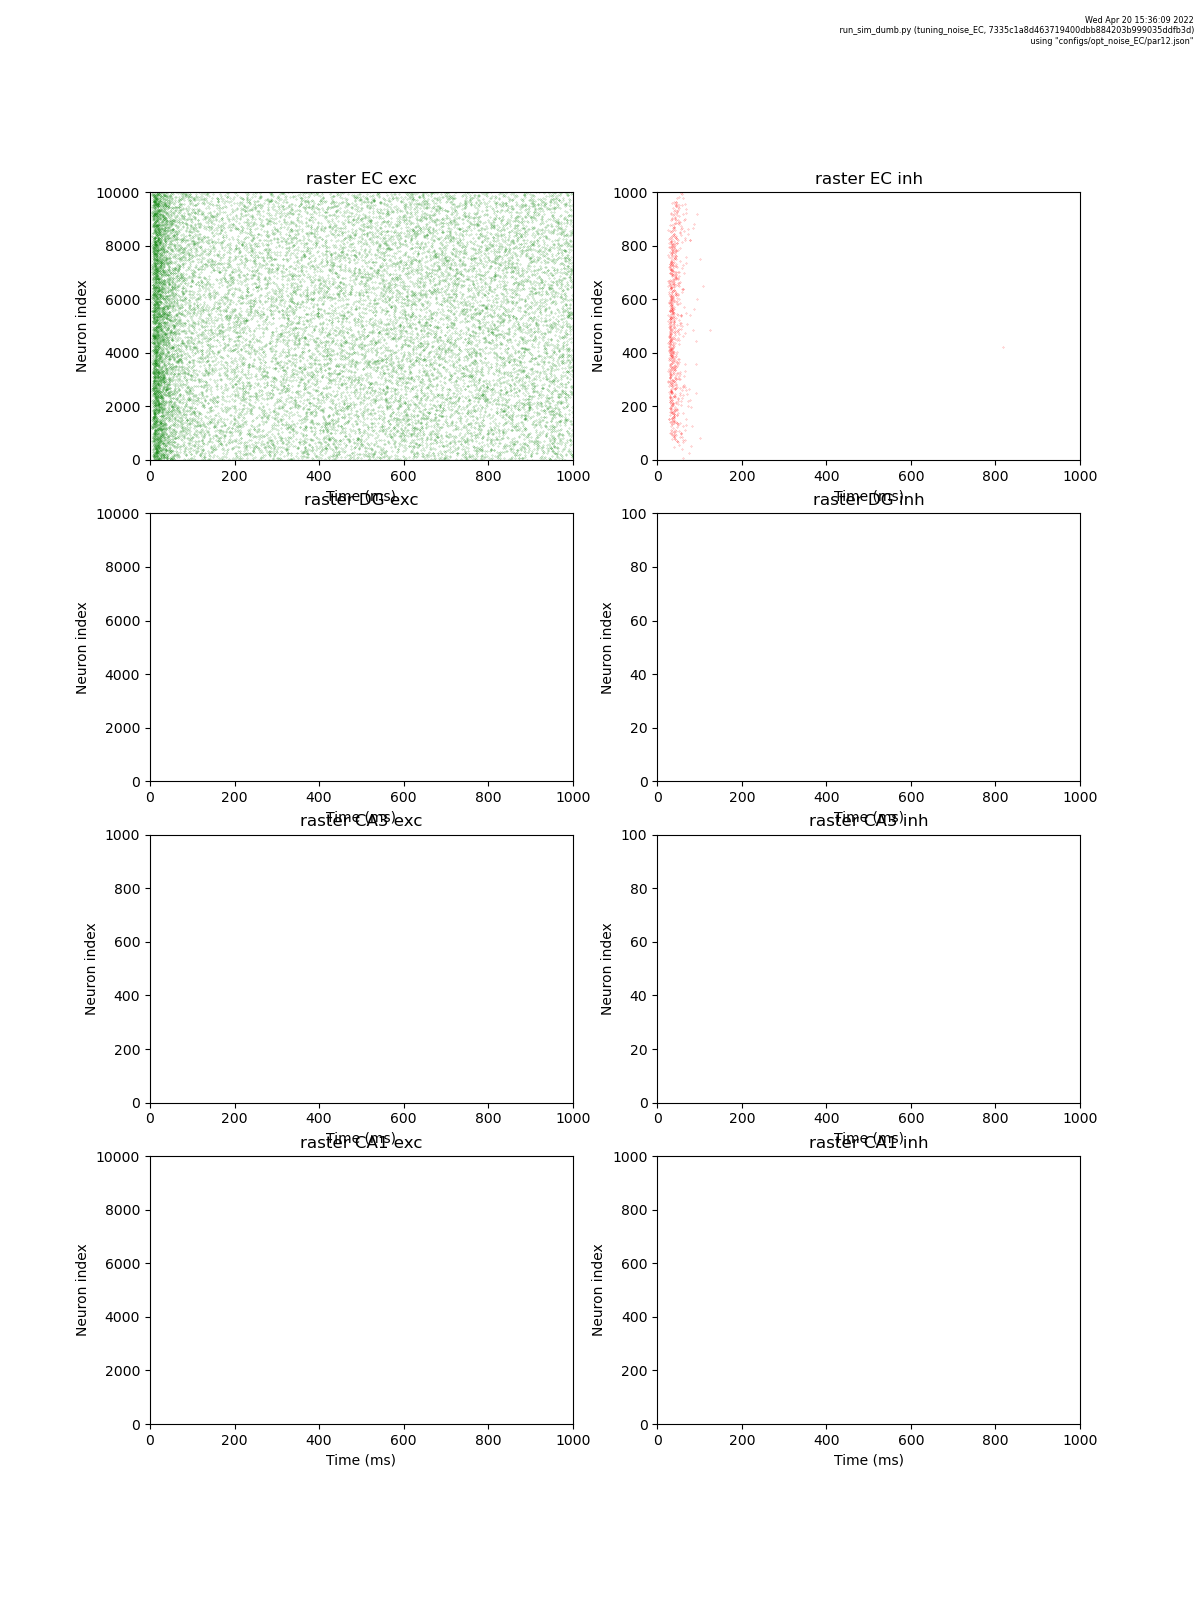 Wed Apr 20 15:36:09 2022
run_sim_dumb.py (tuning_noise_EC, 7335c1a8d463719400dbb884203b999035ddfb3d)
using "configs/opt_noise_EC/par12.json"
raster EC exc
10000
8000
6000
4000
2000
0
Neuron index
0 200 400 600 800 1000
Time (ms)
raster EC inh
1000
800
600
400
200
0
Neuron index
0 200 400 600 800 1000
Time (ms)
raster DG exc
10000
8000
6000
4000
2000
0
Neuron index
0 200 400 600 800 1000
Time (ms)
raster DG inh
100
80
60
40
20
0
Neuron index
0 200 400 600 800 1000
Time (ms)
raster CA3 exc
1000
800
600
400
200
0
Neuron index
0 200 400 600 800 1000
Time (ms)
raster CA3 inh
100
80
60
40
20
0
Neuron index
0 200 400 600 800 1000
Time (ms)
raster CA1 exc
10000
8000
6000
4000
2000
0
Neuron index
0 200 400 600 800 1000
Time (ms)
raster CA1 inh
1000
800
600
400
200
0
Neuron index
0 200 400 600 800 1000
Time (ms)